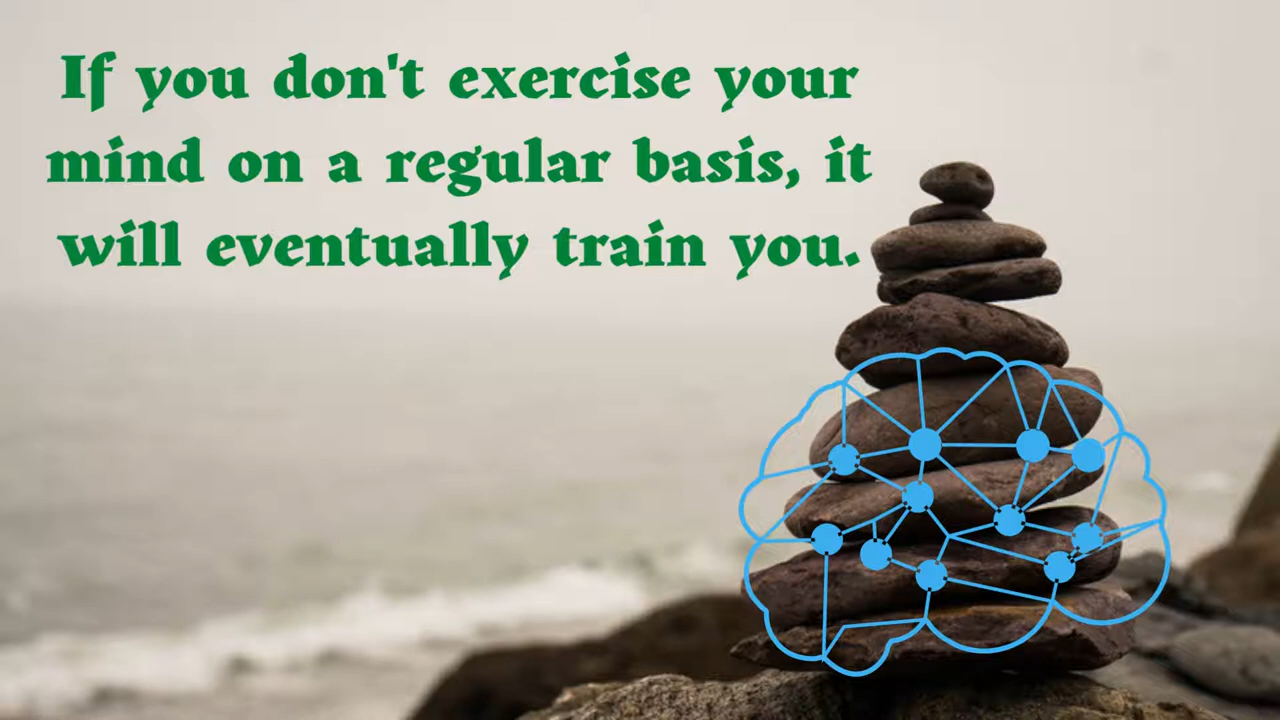 If you don't exercise your
mind on a regular basis, it
will eventually train you.